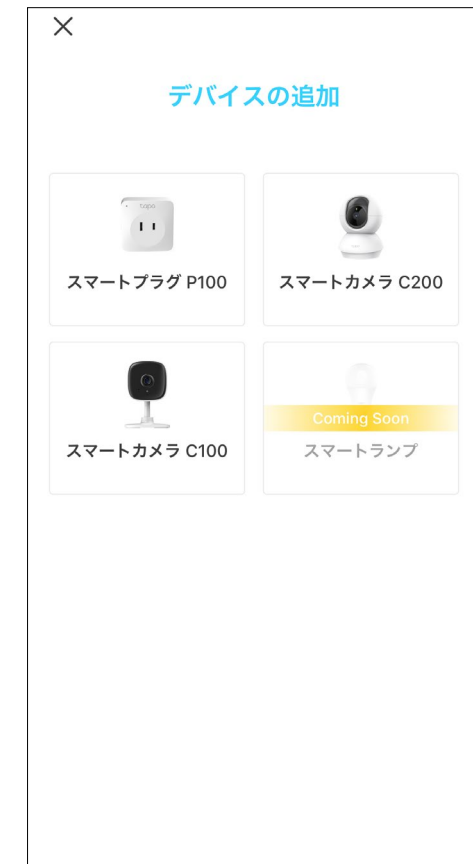 デバイスの追加
tapo
スマートプラグ P100
スマートカメラ C200
スマートカメラ C100
Coming Soon
スマートランプ